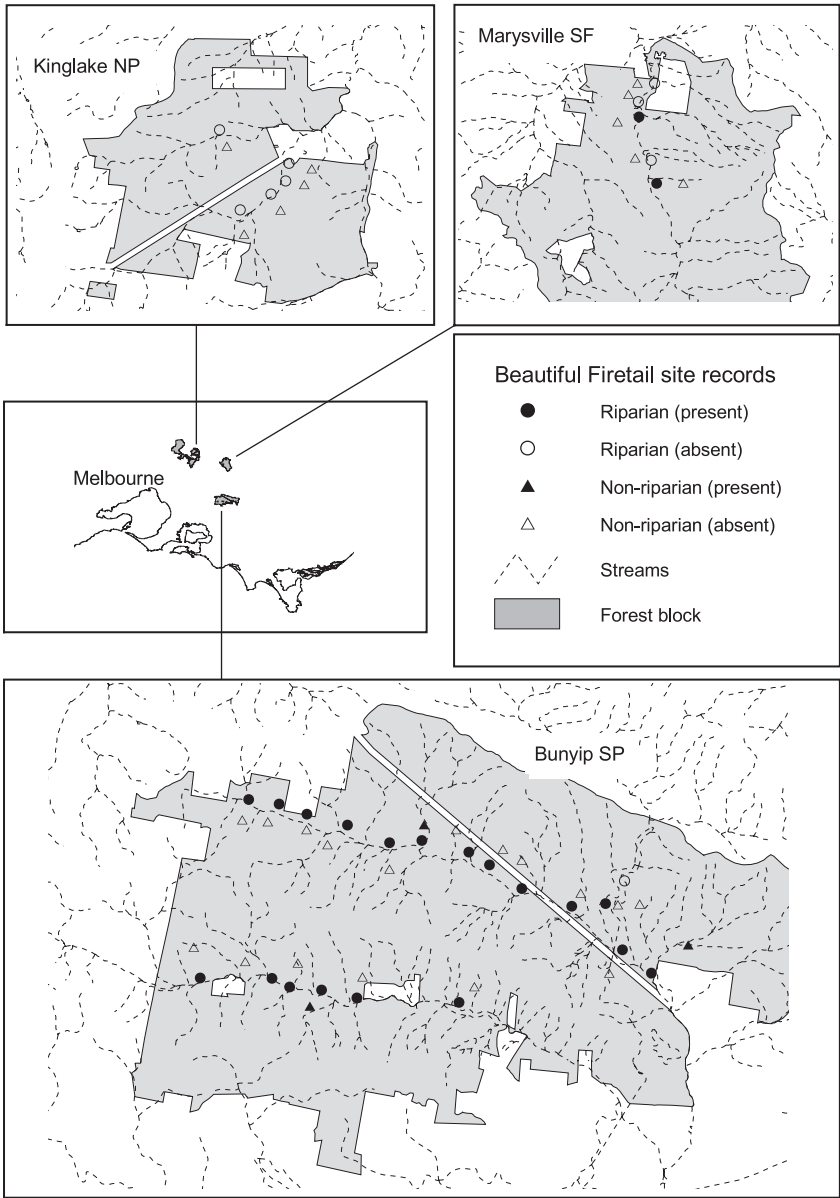 Kinglake NP
Marysville SF
Beautiful Firetail site records
Riparian (present)
Riparian (absent)
Non-riparian (present)
Non-riparian (absent)
Streams
Forest block
Melbourne
Bunyip SP